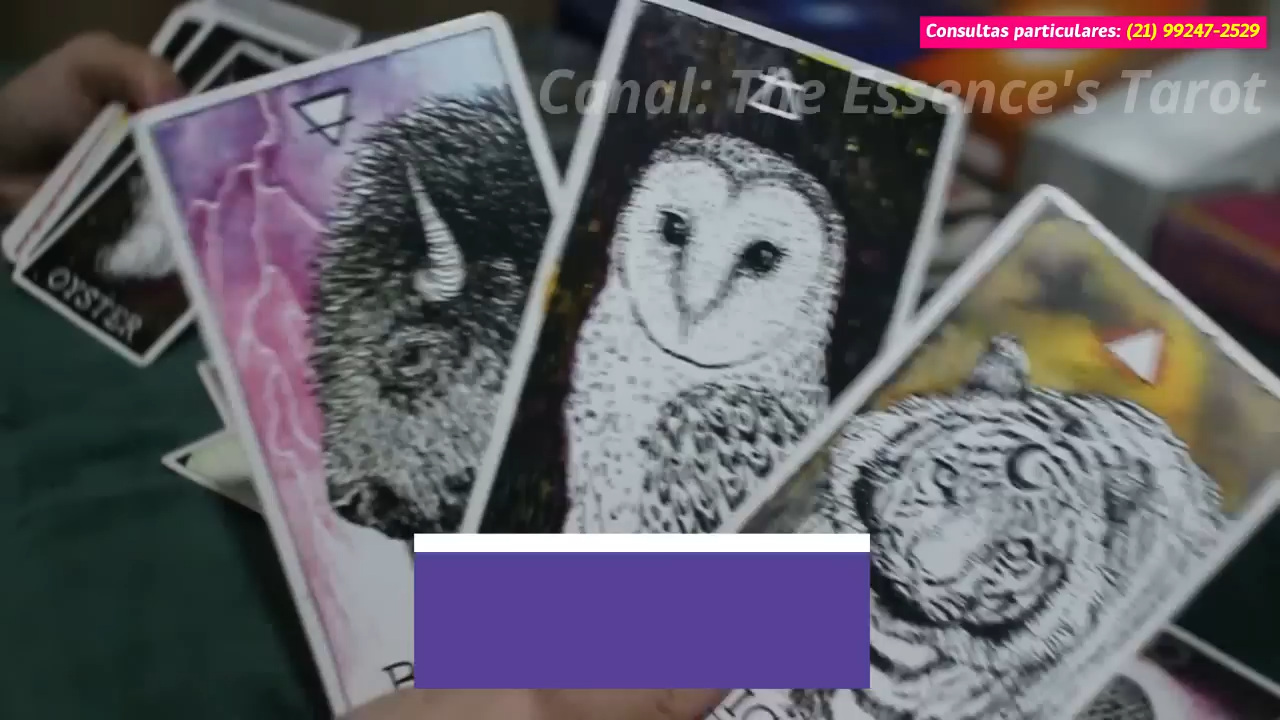 Consultas particulares: (21) 99247-2529
Canal: The Essence's Tarot
OYSTER
B